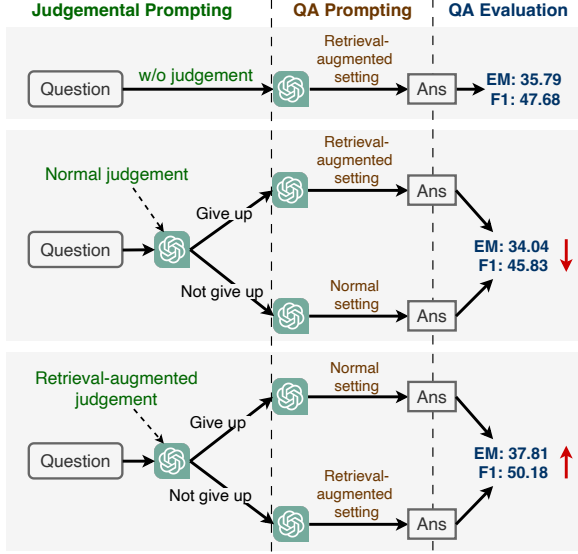 Judgemental Prompting
QA Prompting
QA Evaluation
Question
w/o judgement
Retrieval-
augmented
setting
Ans
EM: 35.79
F1: 47.68
Normal judgement
Question
Give up
Not give up
Retrieval-
augmented
setting
Ans
Normal
setting
Ans
EM: 34.04
F1: 45.83
Retrieval-augmented
judgement
Question
Give up
Not give up
Normal
setting
Ans
Retrieval-
augmented
setting
Ans
EM: 37.81
F1: 50.18